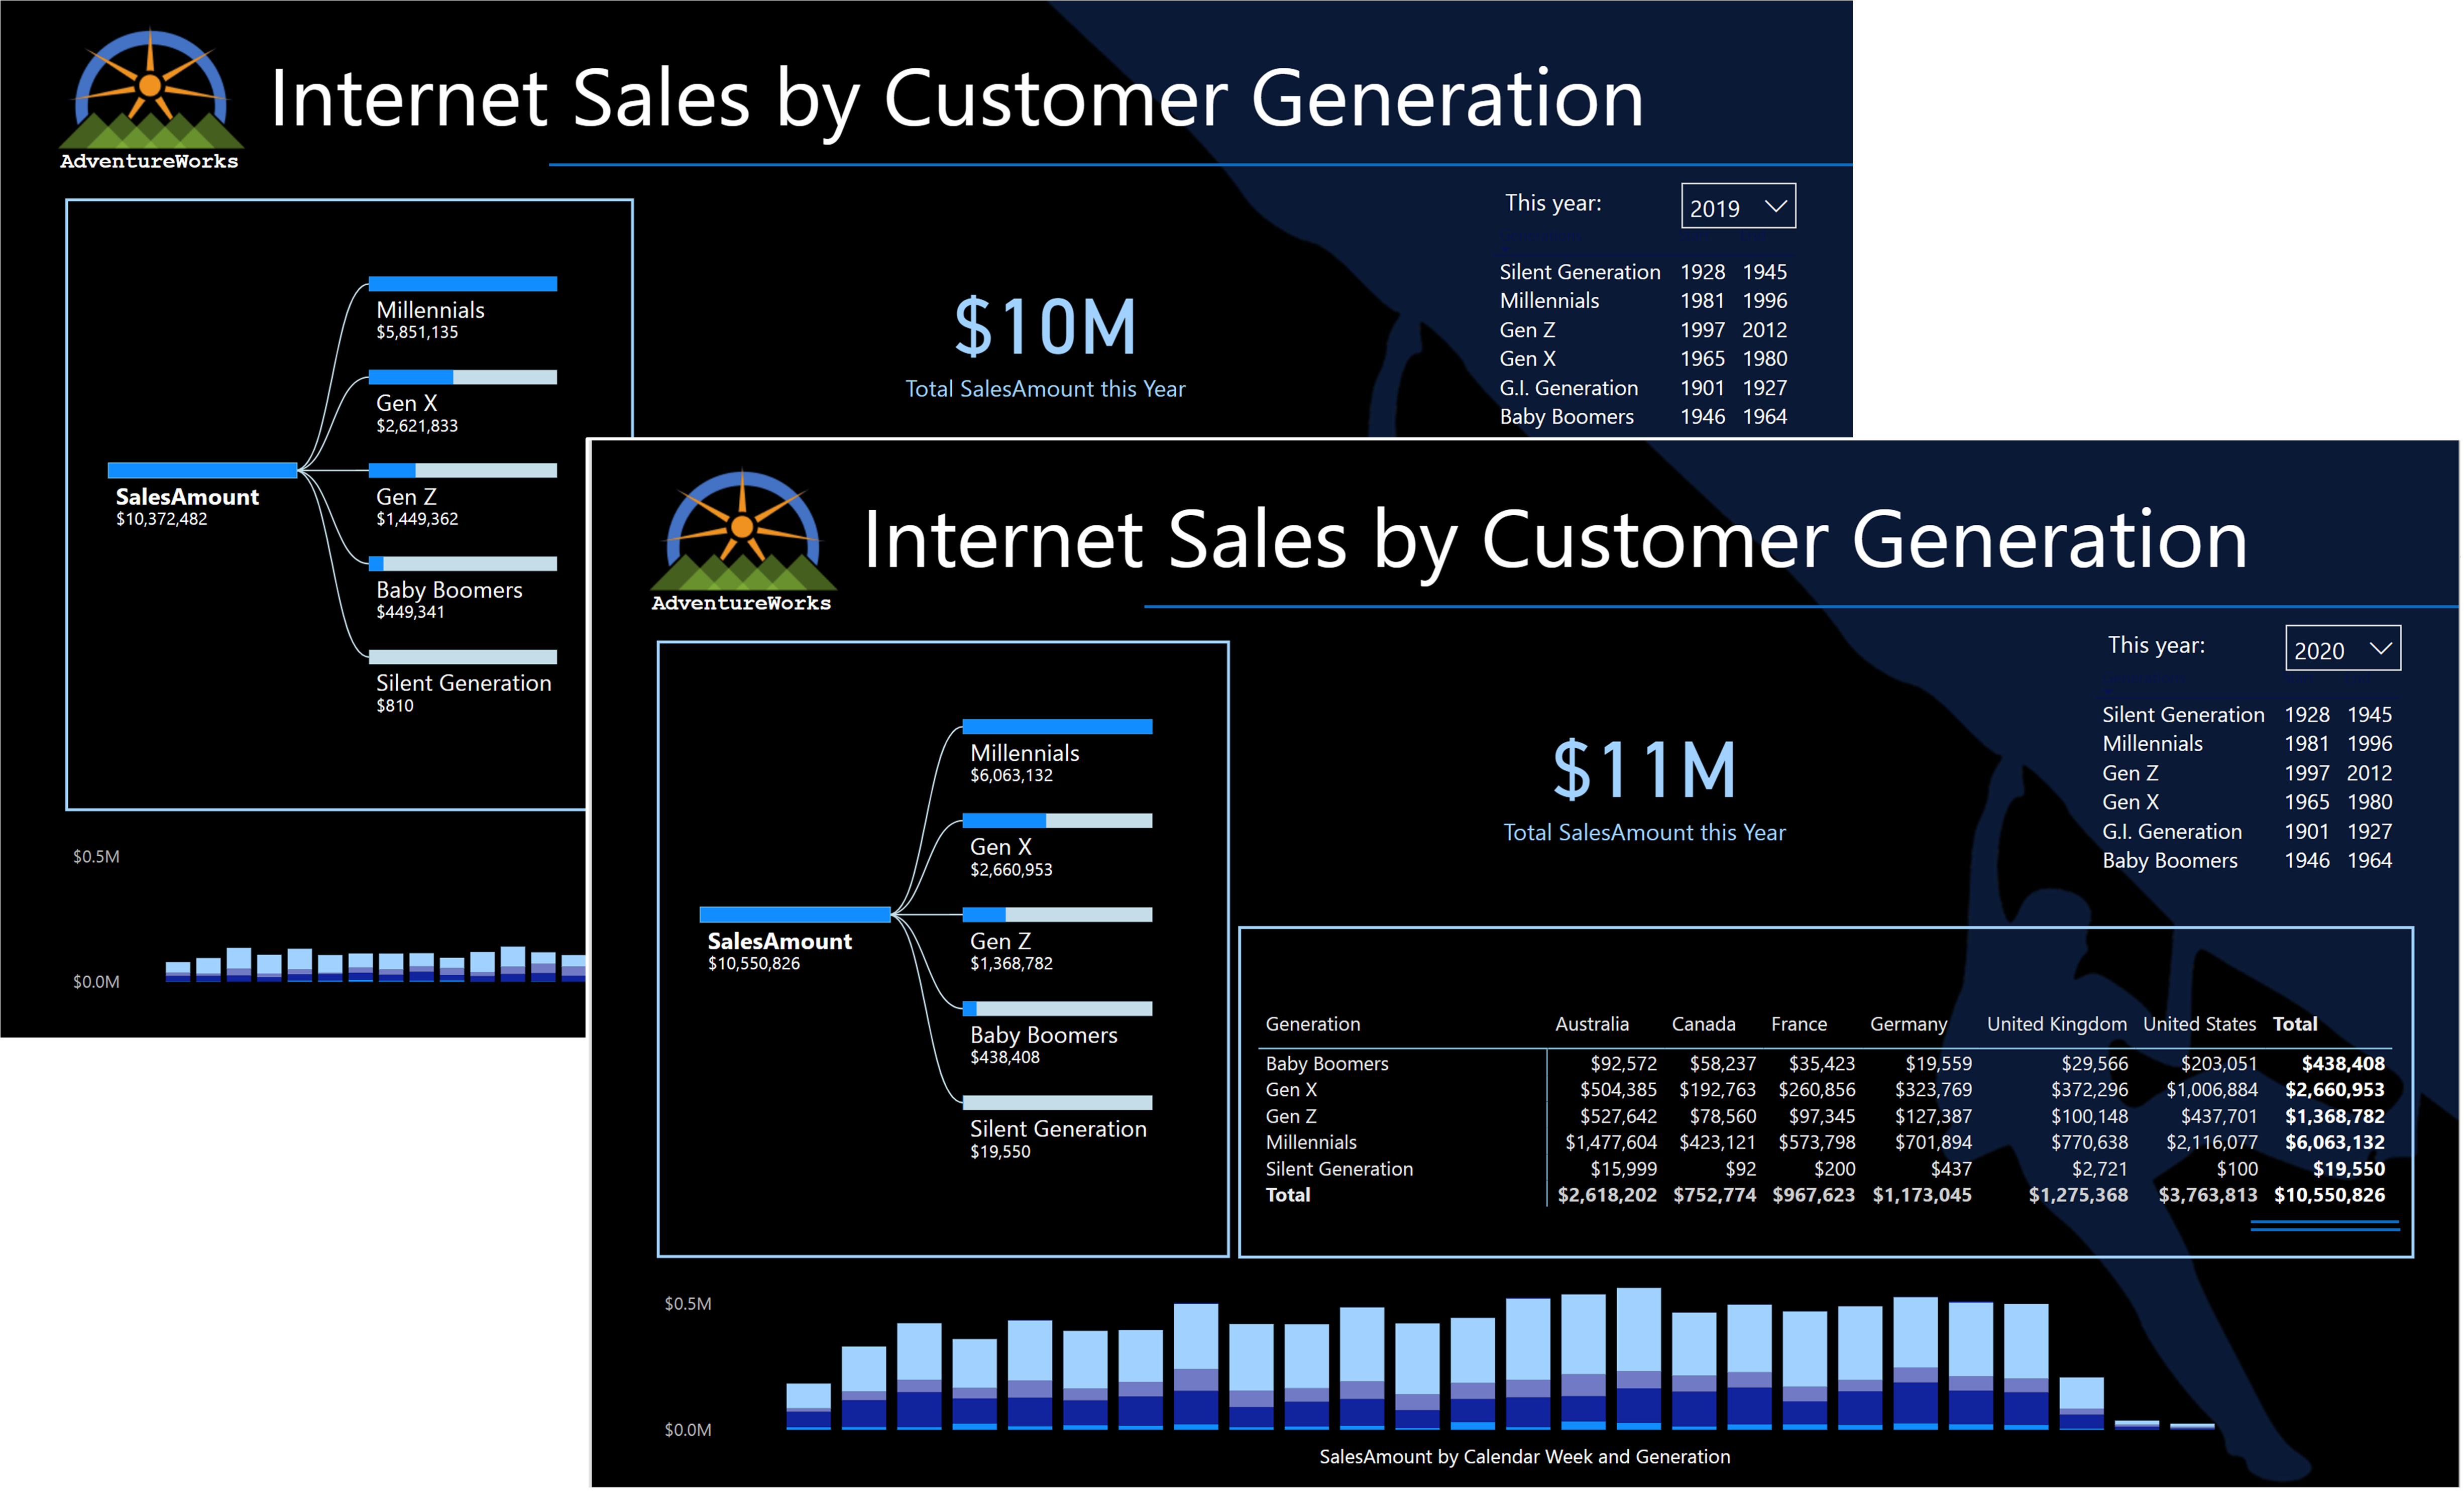 Internet Sales by Customer Generation
AdventureWorks
This year: 2019
Silent Generation 1928 1945
Millennials 1981 1996
Gen Z 1997 2012
Gen X 1965 1980
G.I. Generation 1901 1927
Baby Boomers 1946 1964
$10M
Total SalesAmount this Year
Millennials
$5,851,135
Gen X
$2,621,833
SalesAmount
$10,372,482
Gen Z
$1,449,362
Baby Boomers
$449,341
Silent Generation
$810
$0.5M
$0.0M
Internet Sales by Customer Generation
AdventureWorks
This year: 2020
Silent Generation 1928 1945
Millennials 1981 1996
Gen Z 1997 2012
Gen X 1965 1980
G.I. Generation 1901 1927
Baby Boomers 1946 1964
$11M
Total SalesAmount this Year
Millennials
$6,063,132
Gen X
$2,660,953
SalesAmount
$10,550,826
Gen Z
$1,368,782
Baby Boomers
$438,408
Silent Generation
$19,550
Generation Australia Canada France Germany United Kingdom United States Total
Baby Boomers $92,572 $58,237 $35,423 $19,559 $29,566 $203,051 $438,408
Gen X $504,385 $192,763 $260,856 $323,769 $372,296 $1,006,884 $2,660,953
Gen Z $527,642 $78,560 $97,345 $127,387 $100,148 $437,701 $1,368,782
Millennials $1,477,604 $423,121 $573,798 $701,894 $770,638 $2,116,077 $6,063,132
Silent Generation $15,999 $92 $200 $437 $2,721 $100 $19,550
Total $2,618,202 $752,774 $967,623 $1,173,045 $1,275,368 $3,763,813 $10,550,826
$0.5M
$0.0M
SalesAmount by Calendar Week and Generation